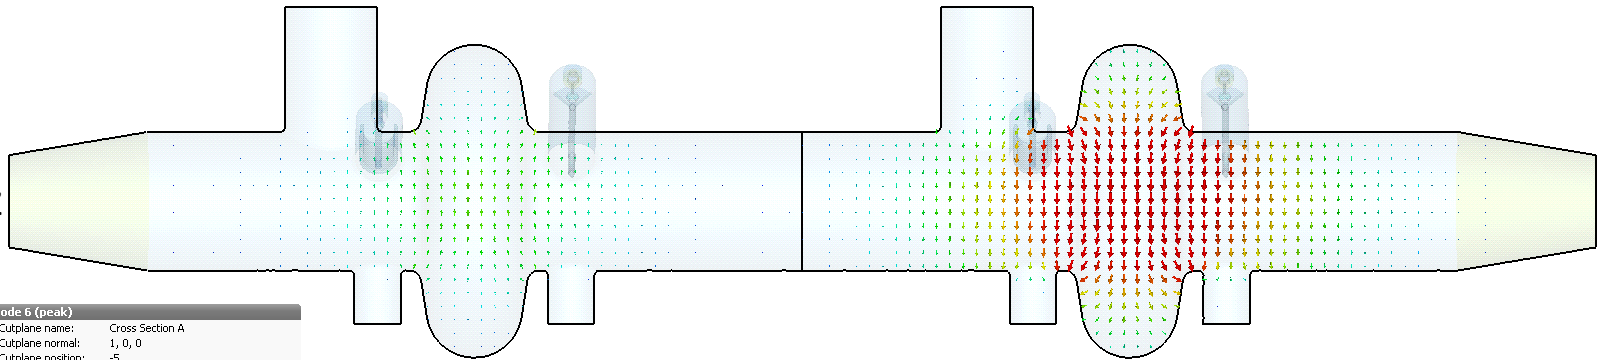 ode 6 (peak)
Cutplane name: Cross Section A
Cutplane normal: 1, 0, 0
Cutplane position: -5